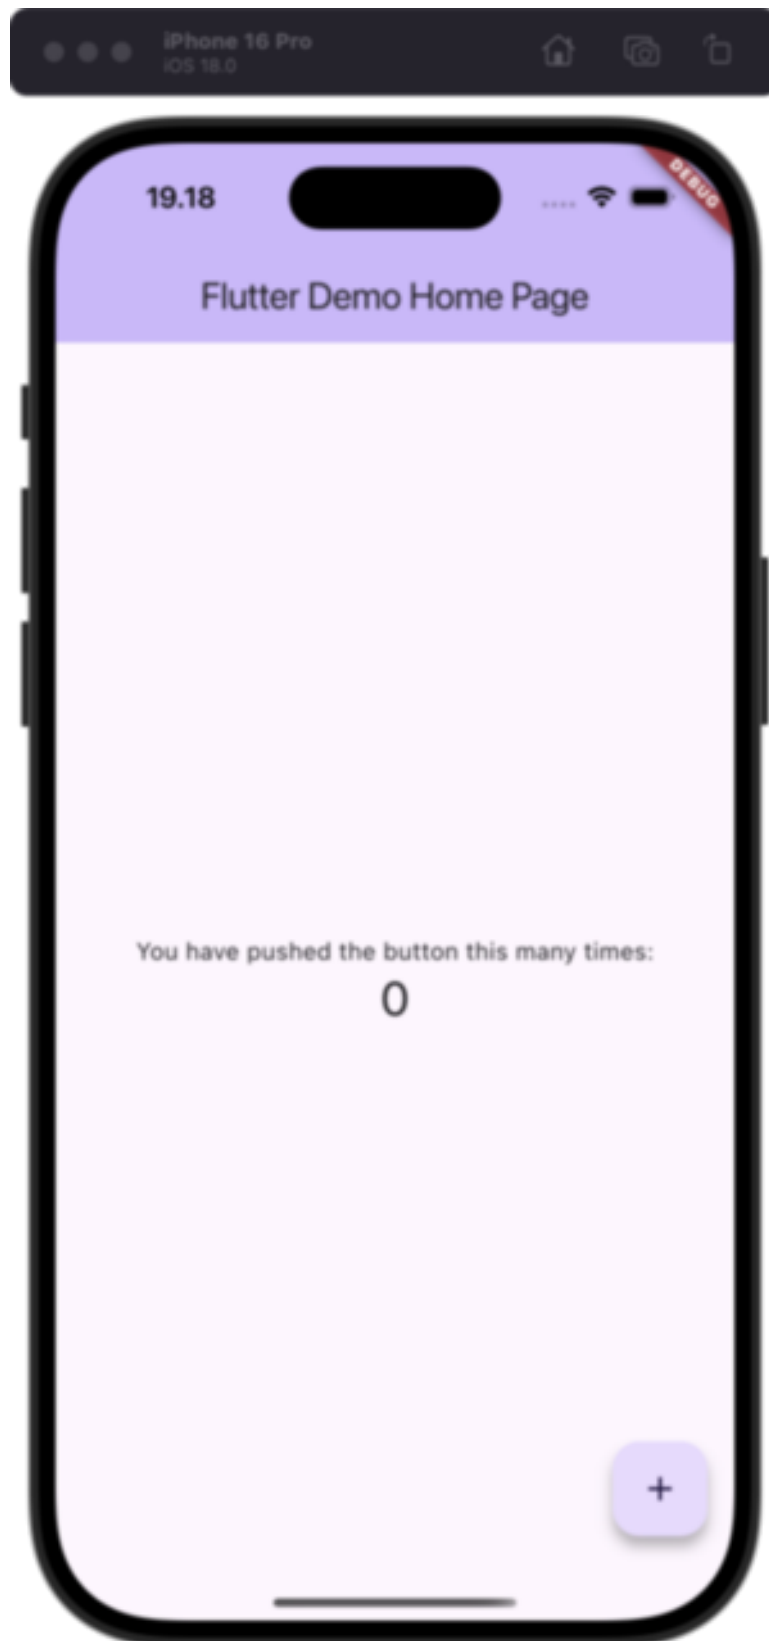 iPhone 16 Pro
iOS 18.0
19.18
DEBUG
Flutter Demo Home Page
You have pushed the button this many times:
0
+